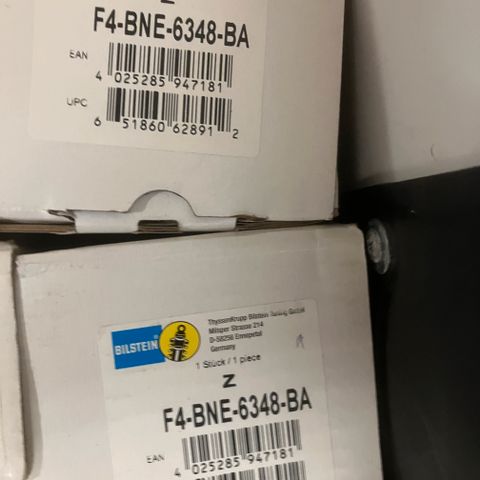 Z
F4-BNE-6348-BA
EAN
4 025285 947181
UPC
6 51860 62891 2
BILSTEIN
ThyssenKrupp Bilstein Tuning GmbH
Milsper Strasse 214
D-58256 Ennepetal
Germany
1 Stück / 1 piece
Z
F4-BNE-6348-BA
EAN
4 025285 947181